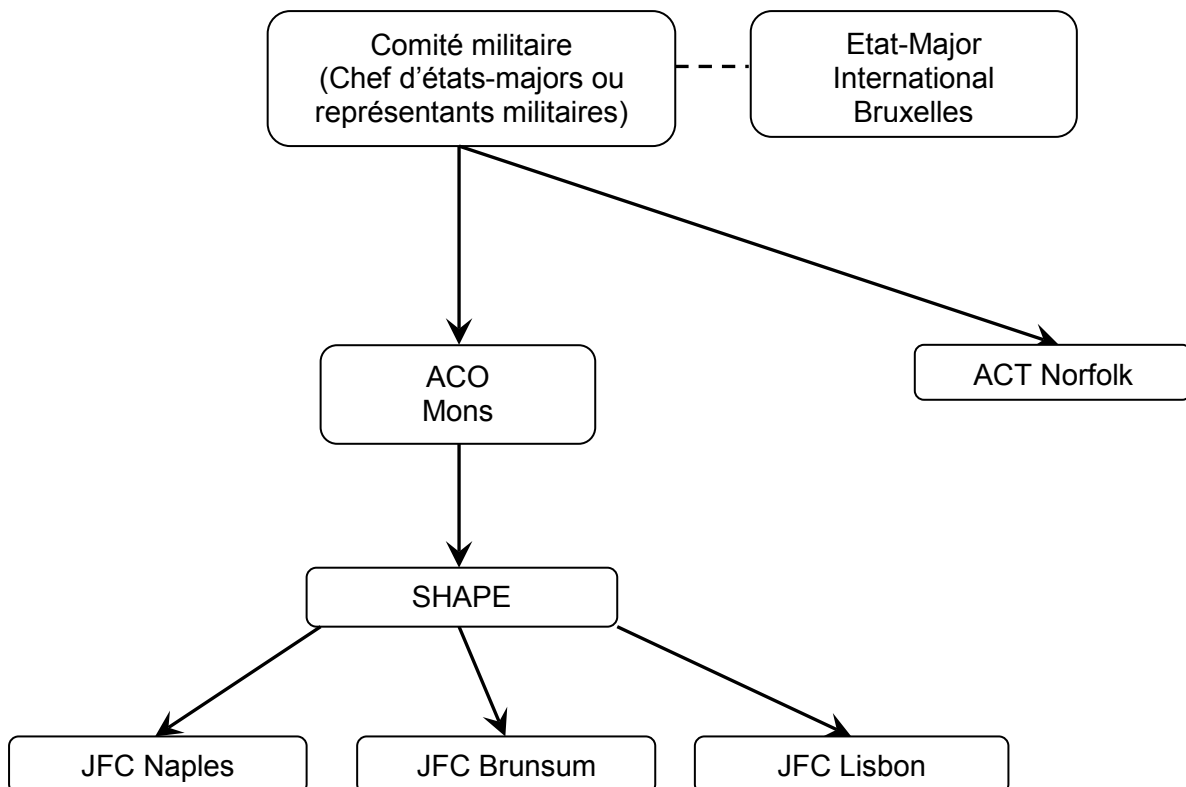 Comité militaire
(Chef d’états-majors ou
représentants militaires)
Etat-Major
International
Bruxelles
ACO
Mons
ACT Norfolk
SHAPE
JFC Naples
JFC Brunsum
JFC Lisbon